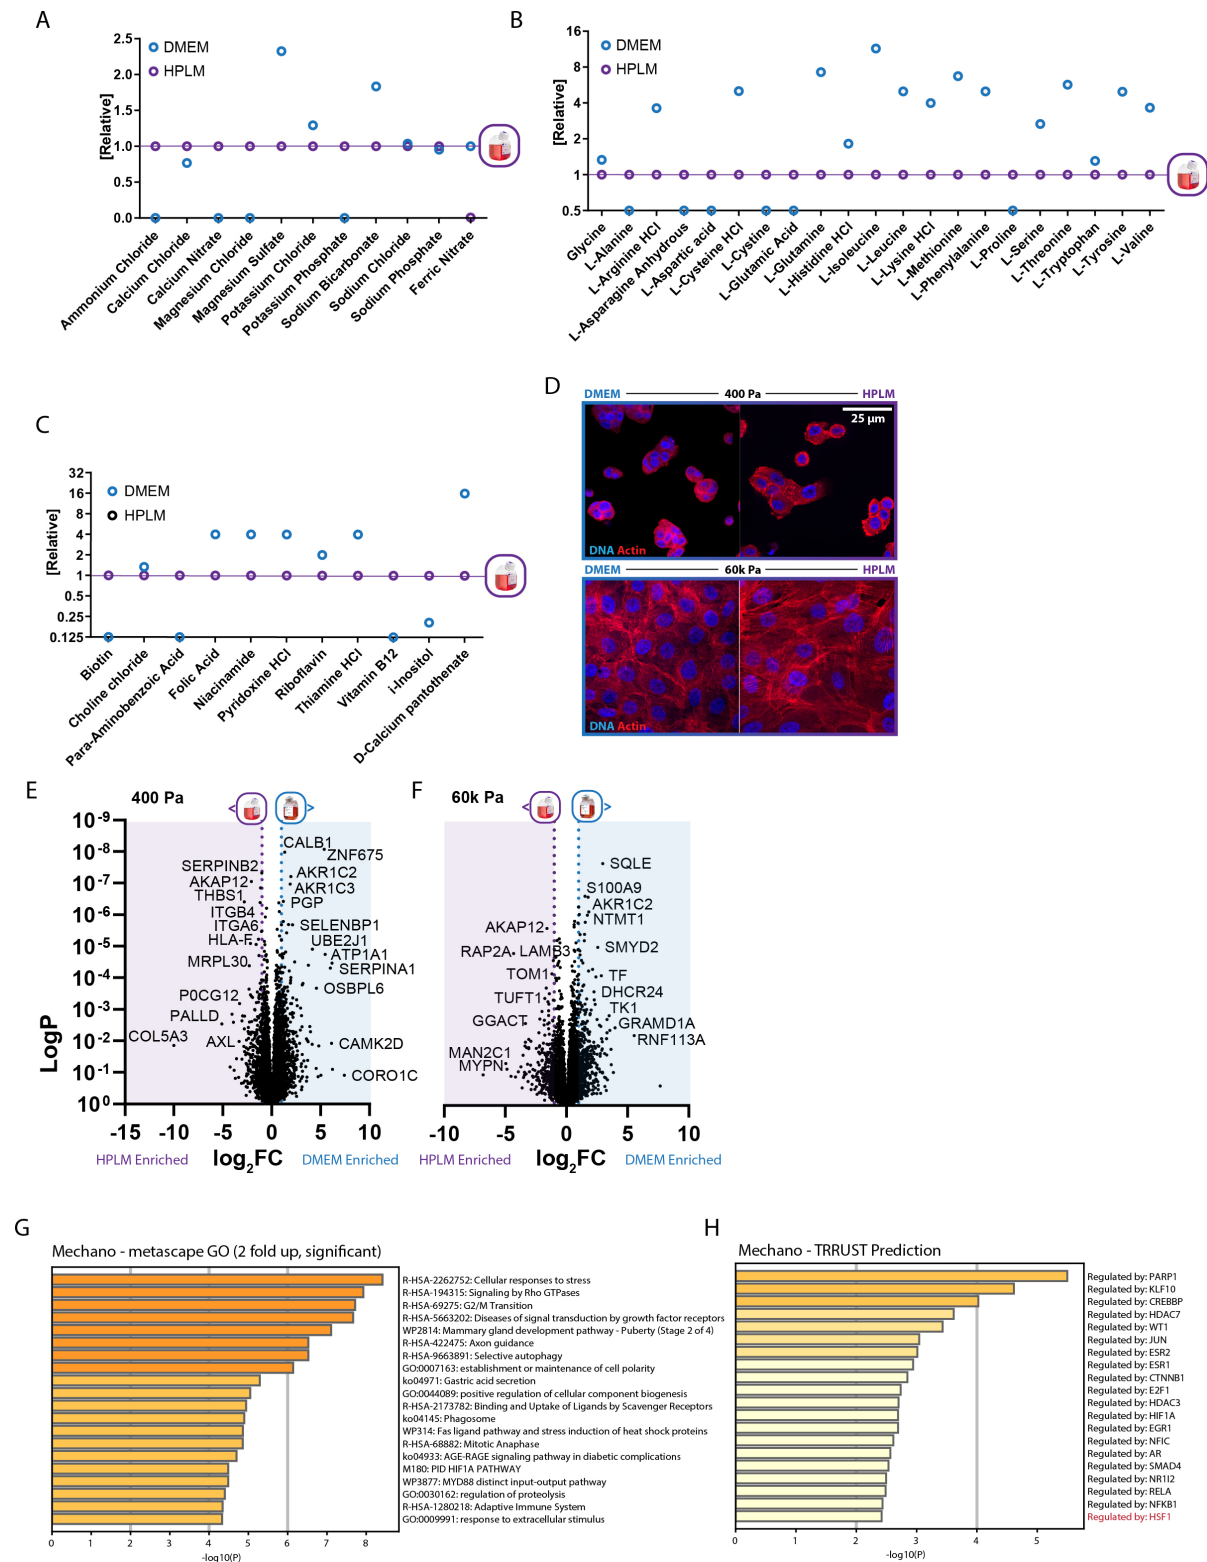 A
[Relative]
2.5
2.0
1.5
1.0
0.5
0.0
DMEM
HPLM
Ammonium Chloride
Calcium Chloride
Calcium Nitrate
Magnesium Chloride
Magnesium Sulfate
Potassium Chloride
Potassium Phosphate
Sodium Bicarbonate
Sodium Chloride
Sodium Phosphate
Ferric Nitrate
B
[Relative]
16
8
4
2
1
0.5
DMEM
HPLM
Glycine
L-Alanine
L-Arginine HCl
L-Asparagine Anhydrous
L-Aspartic acid
L-Cysteine HCl
L-Cystine
L-Glutamic Acid
L-Glutamine
L-Histidine HCl
L-Isoleucine
L-Leucine
L-Lysine HCl
L-Methionine
L-Phenylalanine
L-Proline
L-Serine
L-Threonine
L-Tryptophan
L-Tyrosine
L-Valine
C
[Relative]
32
16
8
4
2
1
0.5
0.25
0.125
DMEM
HPLM
Biotin
Choline chloride
Para-Aminobenzoic Acid
Folic Acid
Niacinamide
Pyridoxine HCl
Riboflavin
Thiamine HCl
Vitamin B12
i-Inositol
D-Calcium pantothenate
D
DMEM 400 Pa HPLM
25 µm
DNA Actin
DMEM 60k Pa HPLM
DNA Actin
E
400 Pa
< >
LogP
10-9
10-8
10-7
10-6
10-5
10-4
10-3
10-2
10-1
100
CALB1
ZNF675
SERPINB2
AKR1C2
AKAP12
AKR1C3
THBS1
PGP
ITGB4
ITGA6
SELENBP1
HLA-F
UBE2J1
ATP1A1
MRPL30
SERPINA1
OSBPL6
P0CG12
PALLD
COL5A3
AXL
CAMK2D
CORO1C
-15 -10 -5 0 5 10
HPLM Enriched log2FC DMEM Enriched
F
60k Pa
< >
SQLE
S100A9
AKR1C2
NTMT1
AKAP12
RAP2A LAMB3
SMYD2
TOM1
TF
TUFT1
DHCR24
TK1
GGACT
GRAMD1A
RNF113A
MAN2C1
MYPN
-10 -5 0 5 10
HPLM Enriched log2FC DMEM Enriched
G
Mechano - metascape GO (2 fold up, significant)
R-HSA-2262752: Cellular responses to stress
R-HSA-194315: Signaling by Rho GTPases
R-HSA-69275: G2/M Transition
R-HSA-5663202: Diseases of signal transduction by growth factor receptors
WP2814: Mammary gland development pathway - Puberty (Stage 2 of 4)
R-HSA-422475: Axon guidance
R-HSA-9663891: Selective autophagy
GO:0007163: establishment or maintenance of cell polarity
ko04971: Gastric acid secretion
GO:0044089: positive regulation of cellular component biogenesis
R-HSA-2173782: Binding and Uptake of Ligands by Scavenger Receptors
ko04145: Phagosome
WP314: Fas ligand pathway and stress induction of heat shock proteins
R-HSA-68882: Mitotic Anaphase
ko04933: AGE-RAGE signaling pathway in diabetic complications
M180: PID HIF1A PATHWAY
WP3877: MYD88 distinct input-output pathway
GO:0030162: regulation of proteolysis
R-HSA-1280218: Adaptive Immune System
GO:0009991: response to extracellular stimulus
0 1 2 3 4 5 6 7 8
-log10(P)
H
Mechano - TRRUST Prediction
Regulated by: PARP1
Regulated by: KLF10
Regulated by: CREBBP
Regulated by: HDAC7
Regulated by: WT1
Regulated by: JUN
Regulated by: ESR2
Regulated by: ESR1
Regulated by: CTNNB1
Regulated by: E2F1
Regulated by: HDAC3
Regulated by: HIF1A
Regulated by: EGR1
Regulated by: NFIC
Regulated by: AR
Regulated by: SMAD4
Regulated by: NR1I2
Regulated by: RELA
Regulated by: NFKB1
Regulated by: HSF1
0 1 2 3 4 5
-log10(P)